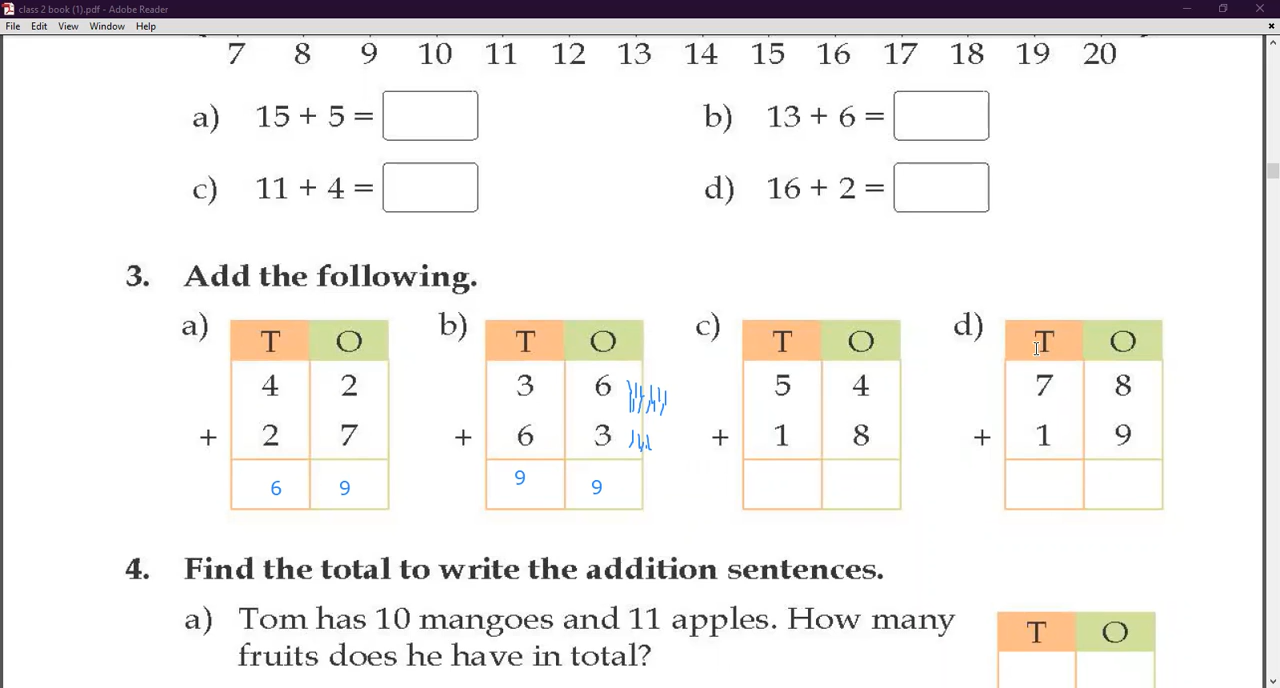 class 2 book (1).pdf - Adobe Reader
File Edit View Window Help
7 8 9 10 11 12 13 14 15 16 17 18 19 20
a) 15 + 5 =
b) 13 + 6 =
c) 11 + 4 =
d) 16 + 2 =
3. Add the following.
a) b) c) d)
T O T O T O T O
4 2 3 6 5 4 7 8
+ 2 7 + 6 3 + 1 8 + 1 9
6 9 9 9
4. Find the total to write the addition sentences.
a) Tom has 10 mangoes and 11 apples. How many
fruits does he have in total?
T O